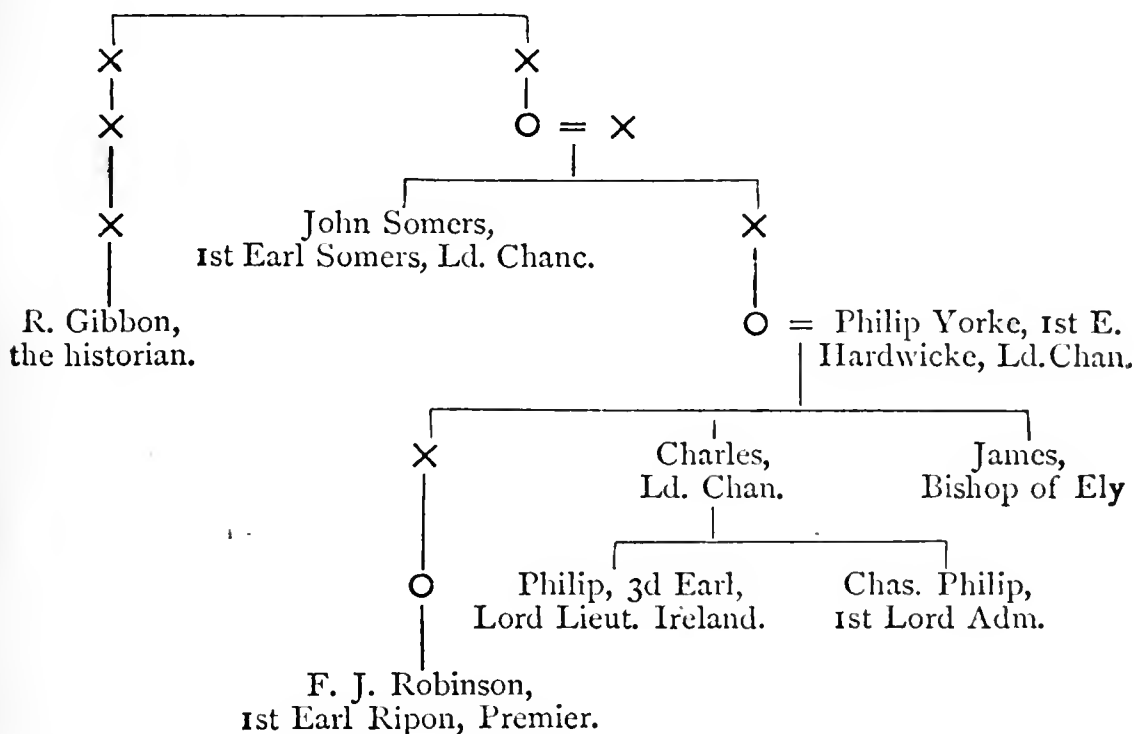 John Somers,
1st Earl Somers, Ld. Chanc.
R. Gibbon,
the historian.
Philip Yorke, 1st E.
Hardwicke, Ld. Chan.
Charles,
Ld. Chan.
James,
Bishop of Ely
Philip, 3d Earl,
Lord Lieut. Ireland.
Chas. Philip,
1st Lord Adm.
F. J. Robinson,
1st Earl Ripon, Premier.